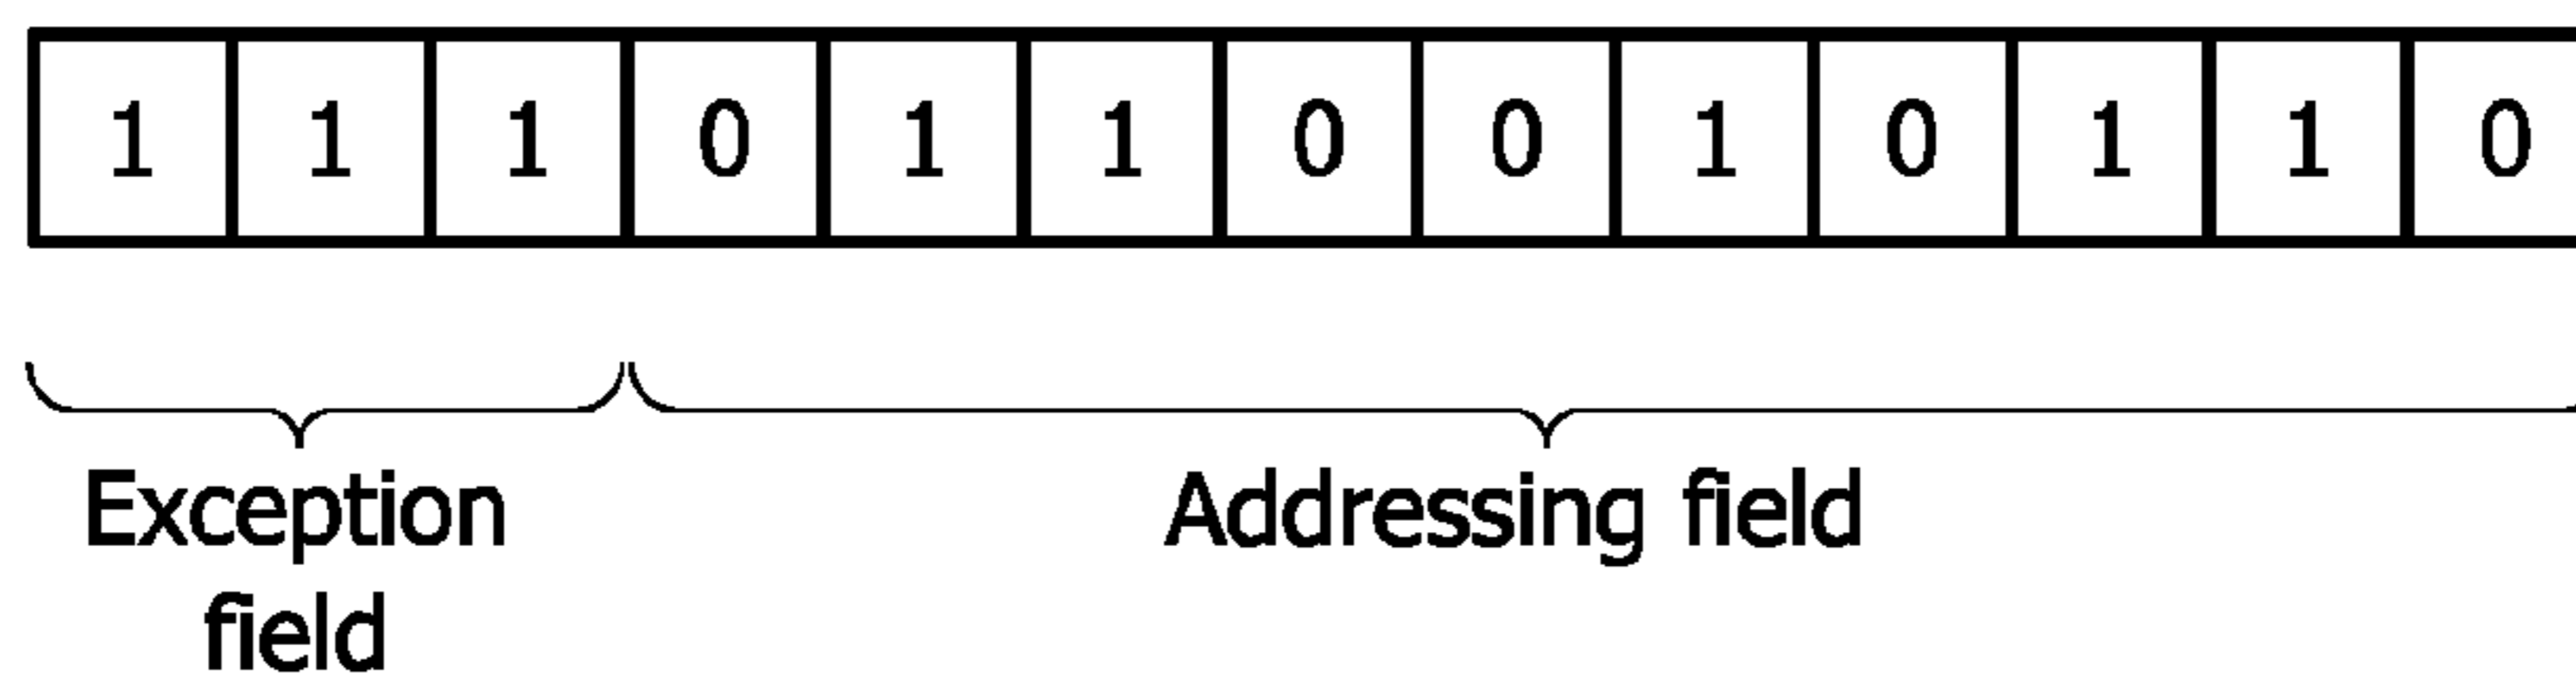 1 1 1 0 1 1 0 0 1 0 1 1 0
Exception
field
Addressing field